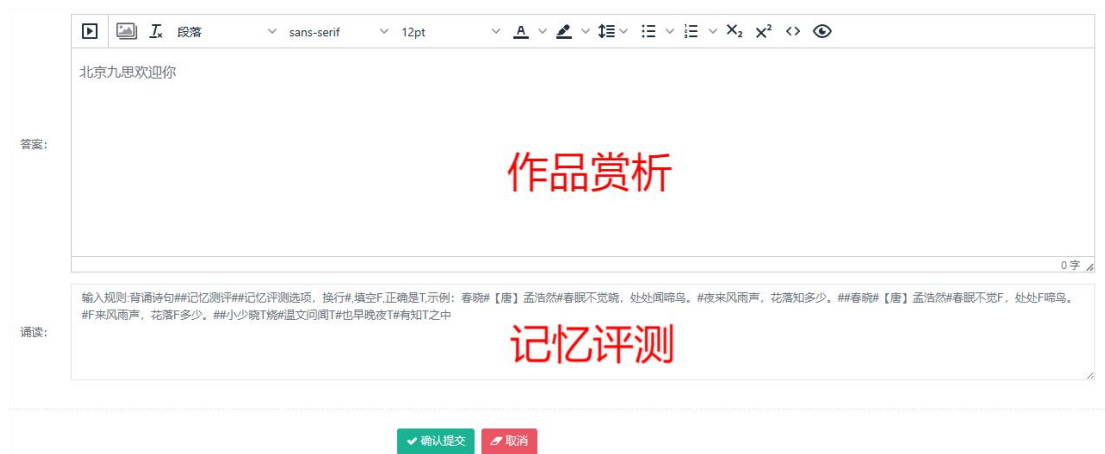 段落 sans-serif 12pt
北京九思欢迎你
答案：
作品赏析
0 字
输入规则:背诵诗句##记忆测评##记忆评测选项，换行#,填空F,正确是T,示例：春晓#【唐】孟浩然#春眠不觉晓，处处闻啼鸟。#夜来风雨声，花落知多少。##春晓#【唐】孟浩然#春眠不觉F，处处F啼鸟。
#F来风雨声，花落F多少。##小少晓T烧#温文问闻T#也早晚夜T#有知T之中
诵读：
记忆评测
确认提交 取消